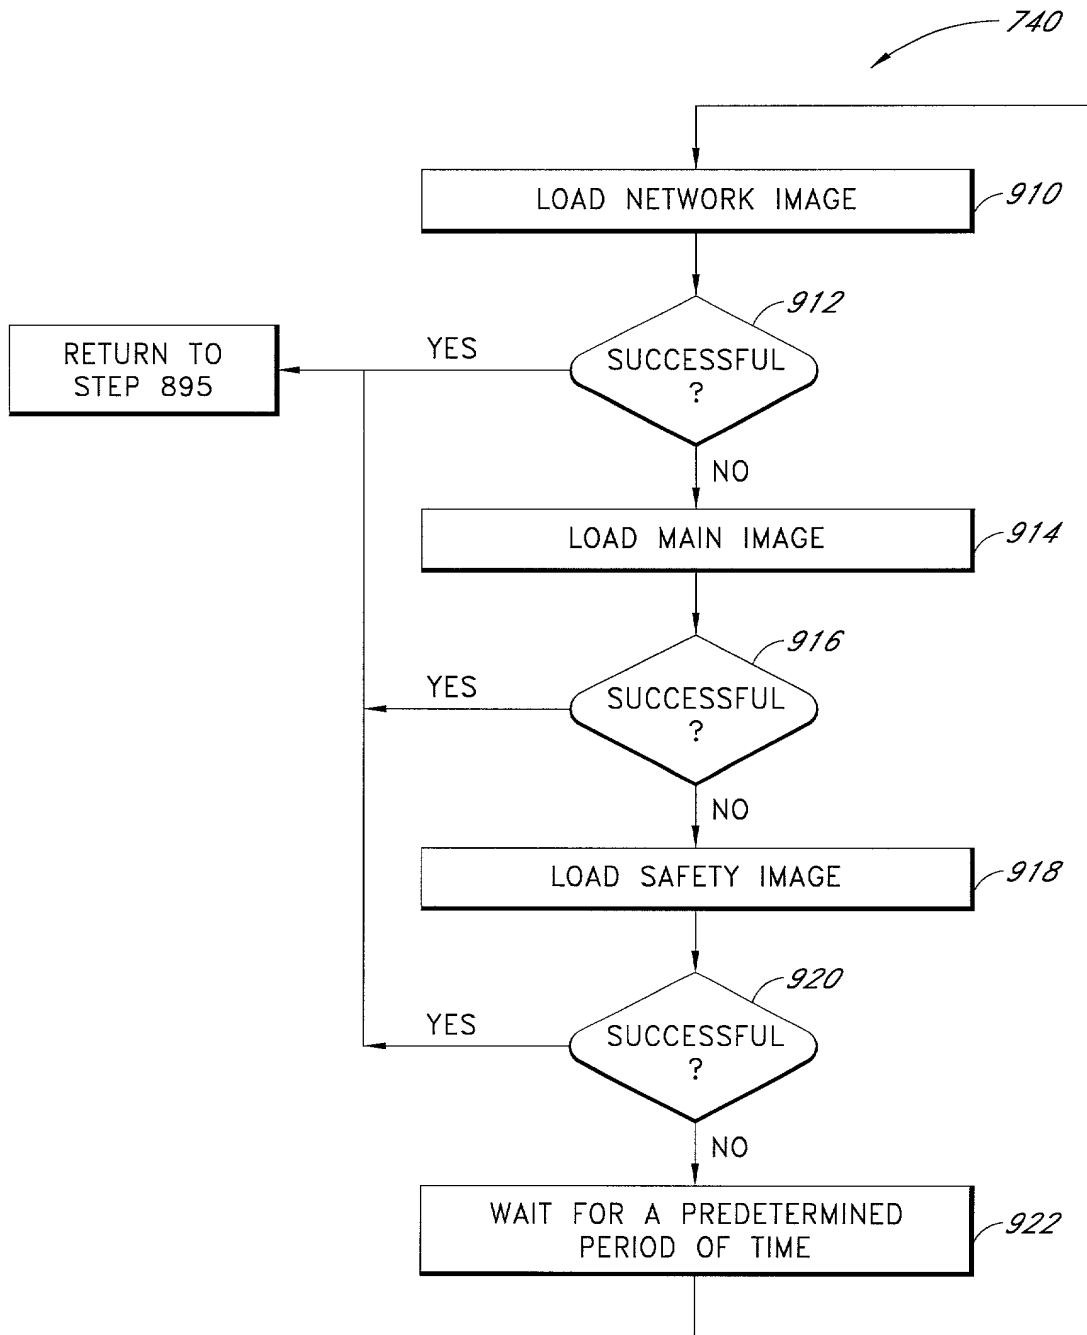 740
LOAD NETWORK IMAGE
910
912
SUCCESSFUL
?
YES
RETURN TO
STEP 895
NO
LOAD MAIN IMAGE
914
916
SUCCESSFUL
?
YES
NO
LOAD SAFETY IMAGE
918
920
SUCCESSFUL
?
YES
NO
WAIT FOR A PREDETERMINED
PERIOD OF TIME
922